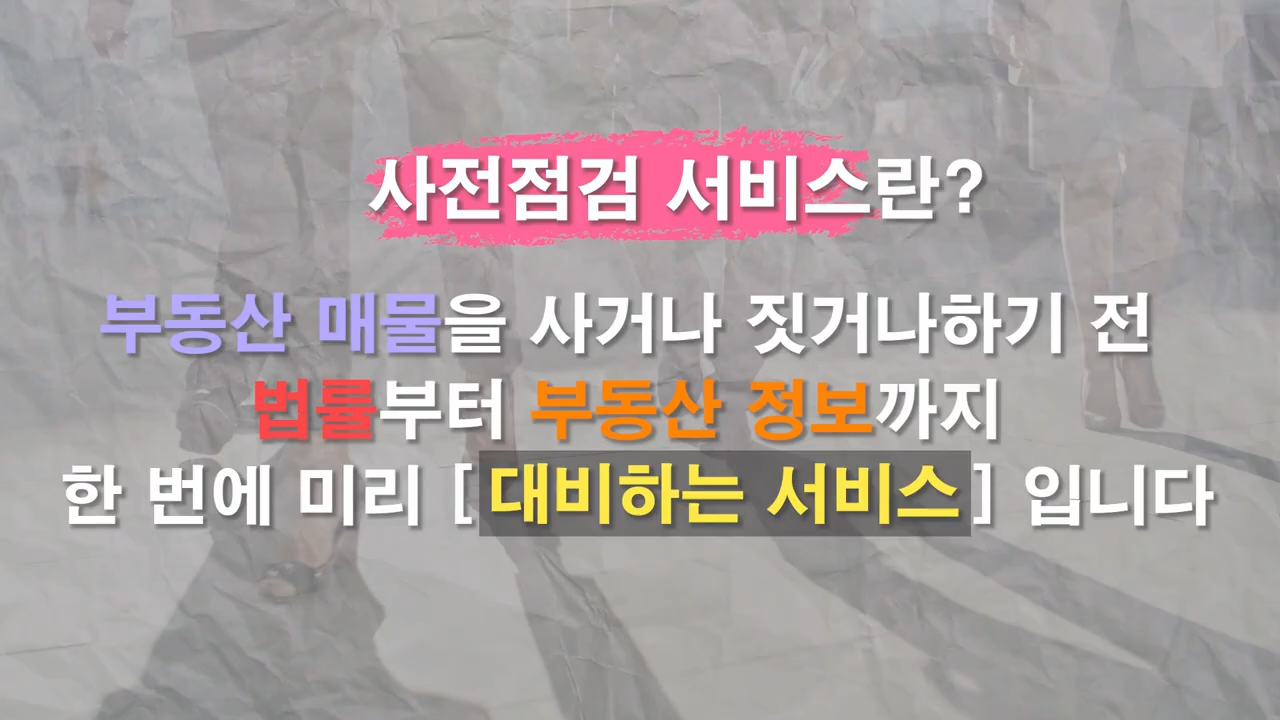 사전점검 서비스란?
부동산 매물을 사거나 짓거나하기 전
법률부터 부동산 정보까지
한 번에 미리 [ 대비하는 서비스 ] 입니다